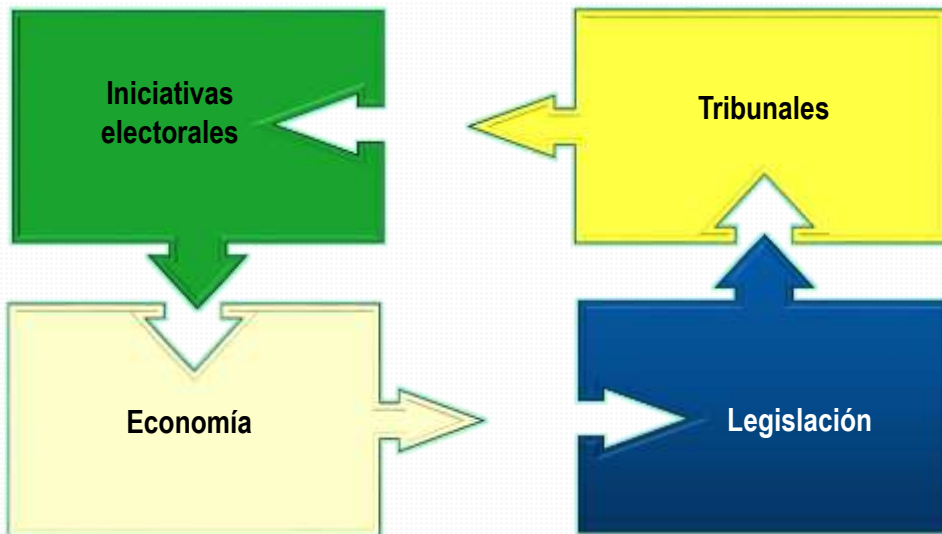 Iniciativas
electorales
Tribunales
Economía
Legislación